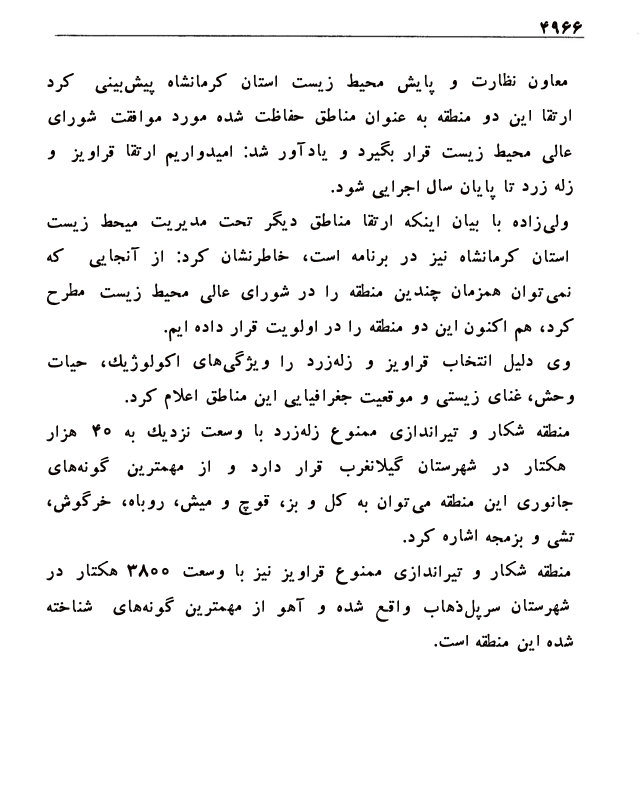 ۴۹۶۶
معاون نظارت و پایش محیط زیست استان کرمانشاه پیش‌بینی کرد
ارتقا این دو منطقه به عنوان مناطق حفاظت شده مورد موافقت شورای
عالی محیط زیست قرار بگیرد و یادآور شد: امیدواریم ارتقا قراویز و
زله زرد تا پایان سال اجرایی شود.
ولی‌زاده با بیان اینکه ارتقا مناطق دیگر تحت مدیریت میحط زیست
استان کرمانشاه نیز در برنامه است، خاطرنشان کرد: از آنجایی که
نمی‌توان همزمان چندین منطقه را در شورای عالی محیط زیست مطرح
کرد، هم اکنون این دو منطقه را در اولویت قرار داده ایم.
وی دلیل انتخاب قراویز و زله‌زرد را ویژگی‌های اکولوژیك، حیات
وحش، غنای زیستی و موقعیت جغرافیایی این مناطق اعلام کرد.
منطقه شکار و تیراندازی ممنوع زله‌زرد با وسعت نزدیك به ۴۰ هزار
هکتار در شهرستان گیلانغرب قرار دارد و از مهمترین گونه‌های
جانوری این منطقه می‌توان به کل و بز، قوچ و میش، روباه، خرگوش،
تشی و بزمجه اشاره کرد.
منطقه شکار و تیراندازی ممنوع قراویز نیز با وسعت ۳۸۰۰ هکتار در
شهرستان سرپل‌ذهاب واقع شده و آهو از مهمترین گونه‌های شناخته
شده این منطقه است.